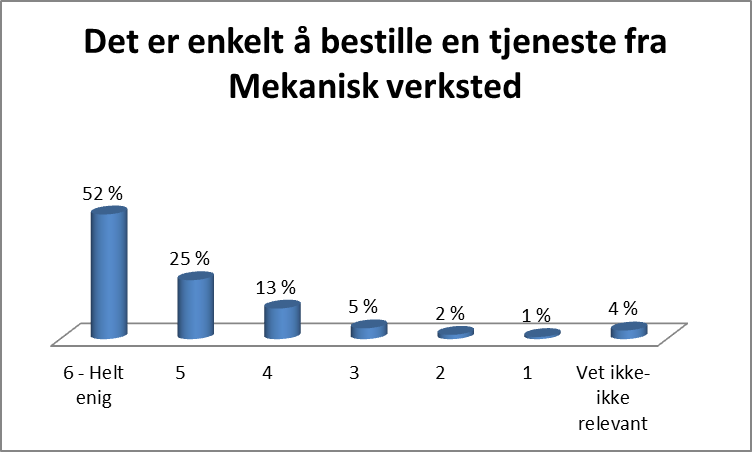 Det er enkelt å bestille en tjeneste fra
Mekanisk verksted
52 %
25 %
13 %
5 %
2 %
1 %
4 %
6 - Helt enig
5
4
3
2
1
Vet ikke-
ikke
relevant